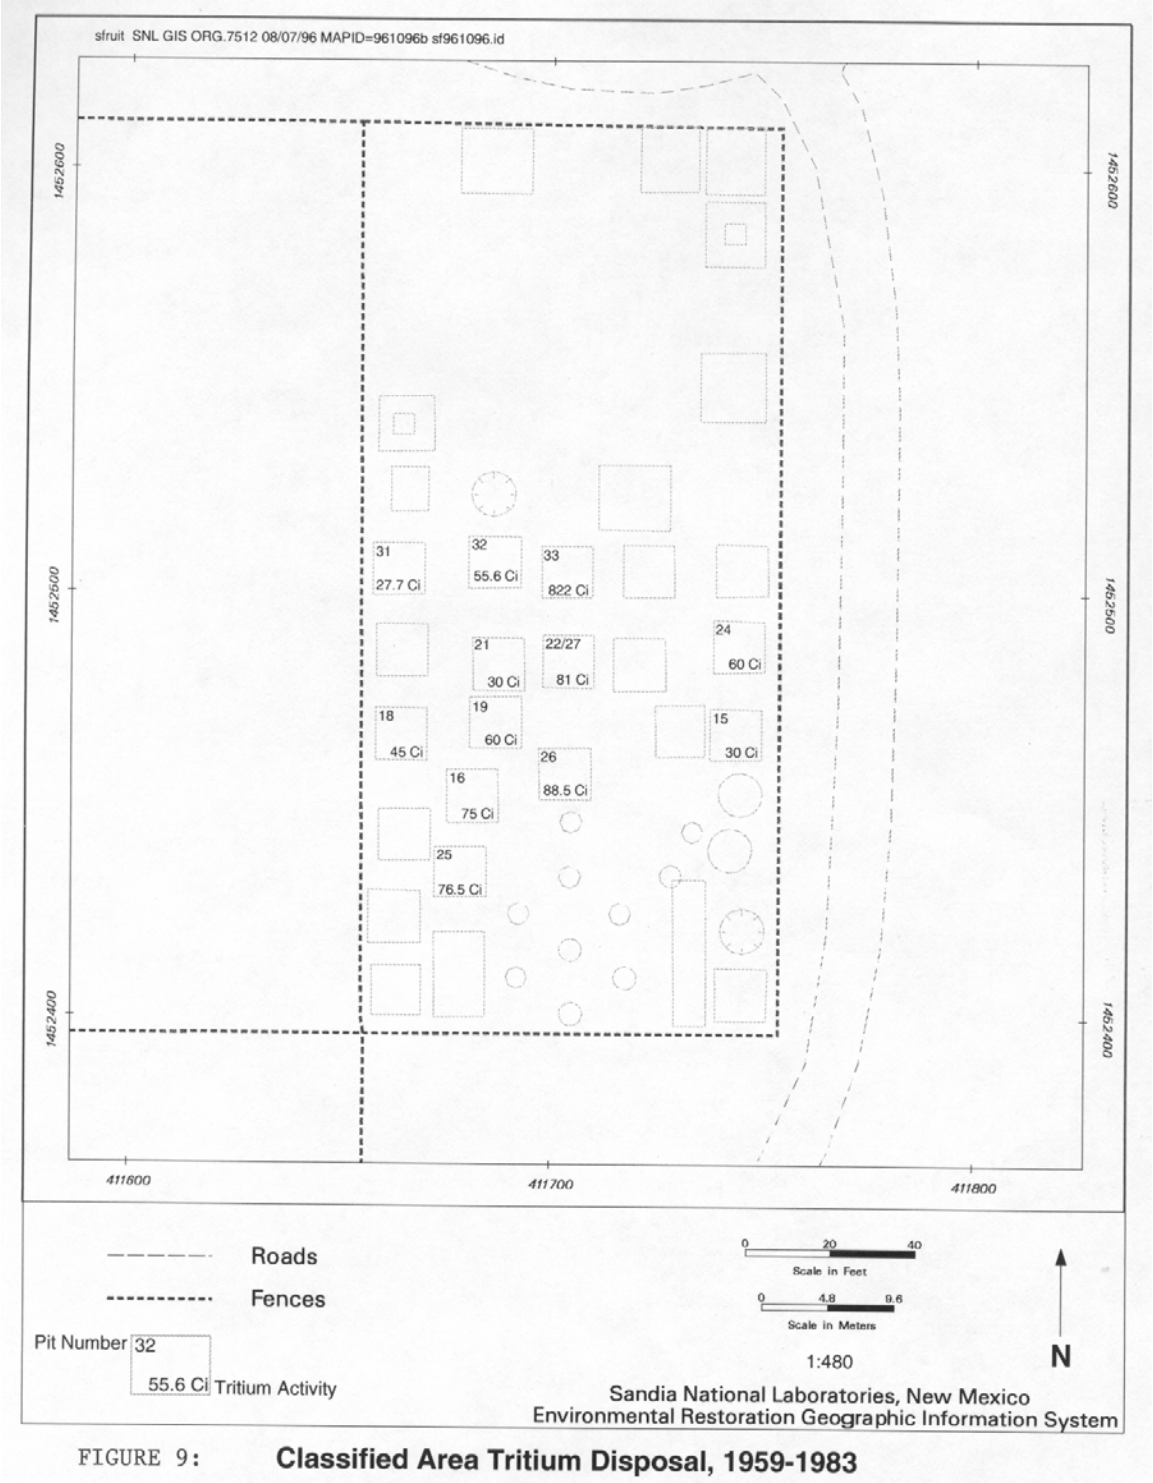 sfruit SNL GIS ORG.7512 08/07/96 MAPID=961096b sf961096.id
1452600
1452600
31
27.7 Ci
32
55.6 Ci
33
822 Ci
1452500
1452500
21
30 Ci
22/27
81 Ci
24
60 Ci
18
45 Ci
19
60 Ci
15
30 Ci
26
88.5 Ci
16
75 Ci
25
76.5 Ci
1452400
1452400
411600
411700
411800
Roads
Fences
Pit Number 32
55.6 Ci Tritium Activity
0 20 40
Scale in Feet
0 4.8 9.6
Scale in Meters
1:480
N
Sandia National Laboratories, New Mexico
Environmental Restoration Geographic Information System
FIGURE 9: Classified Area Tritium Disposal, 1959-1983